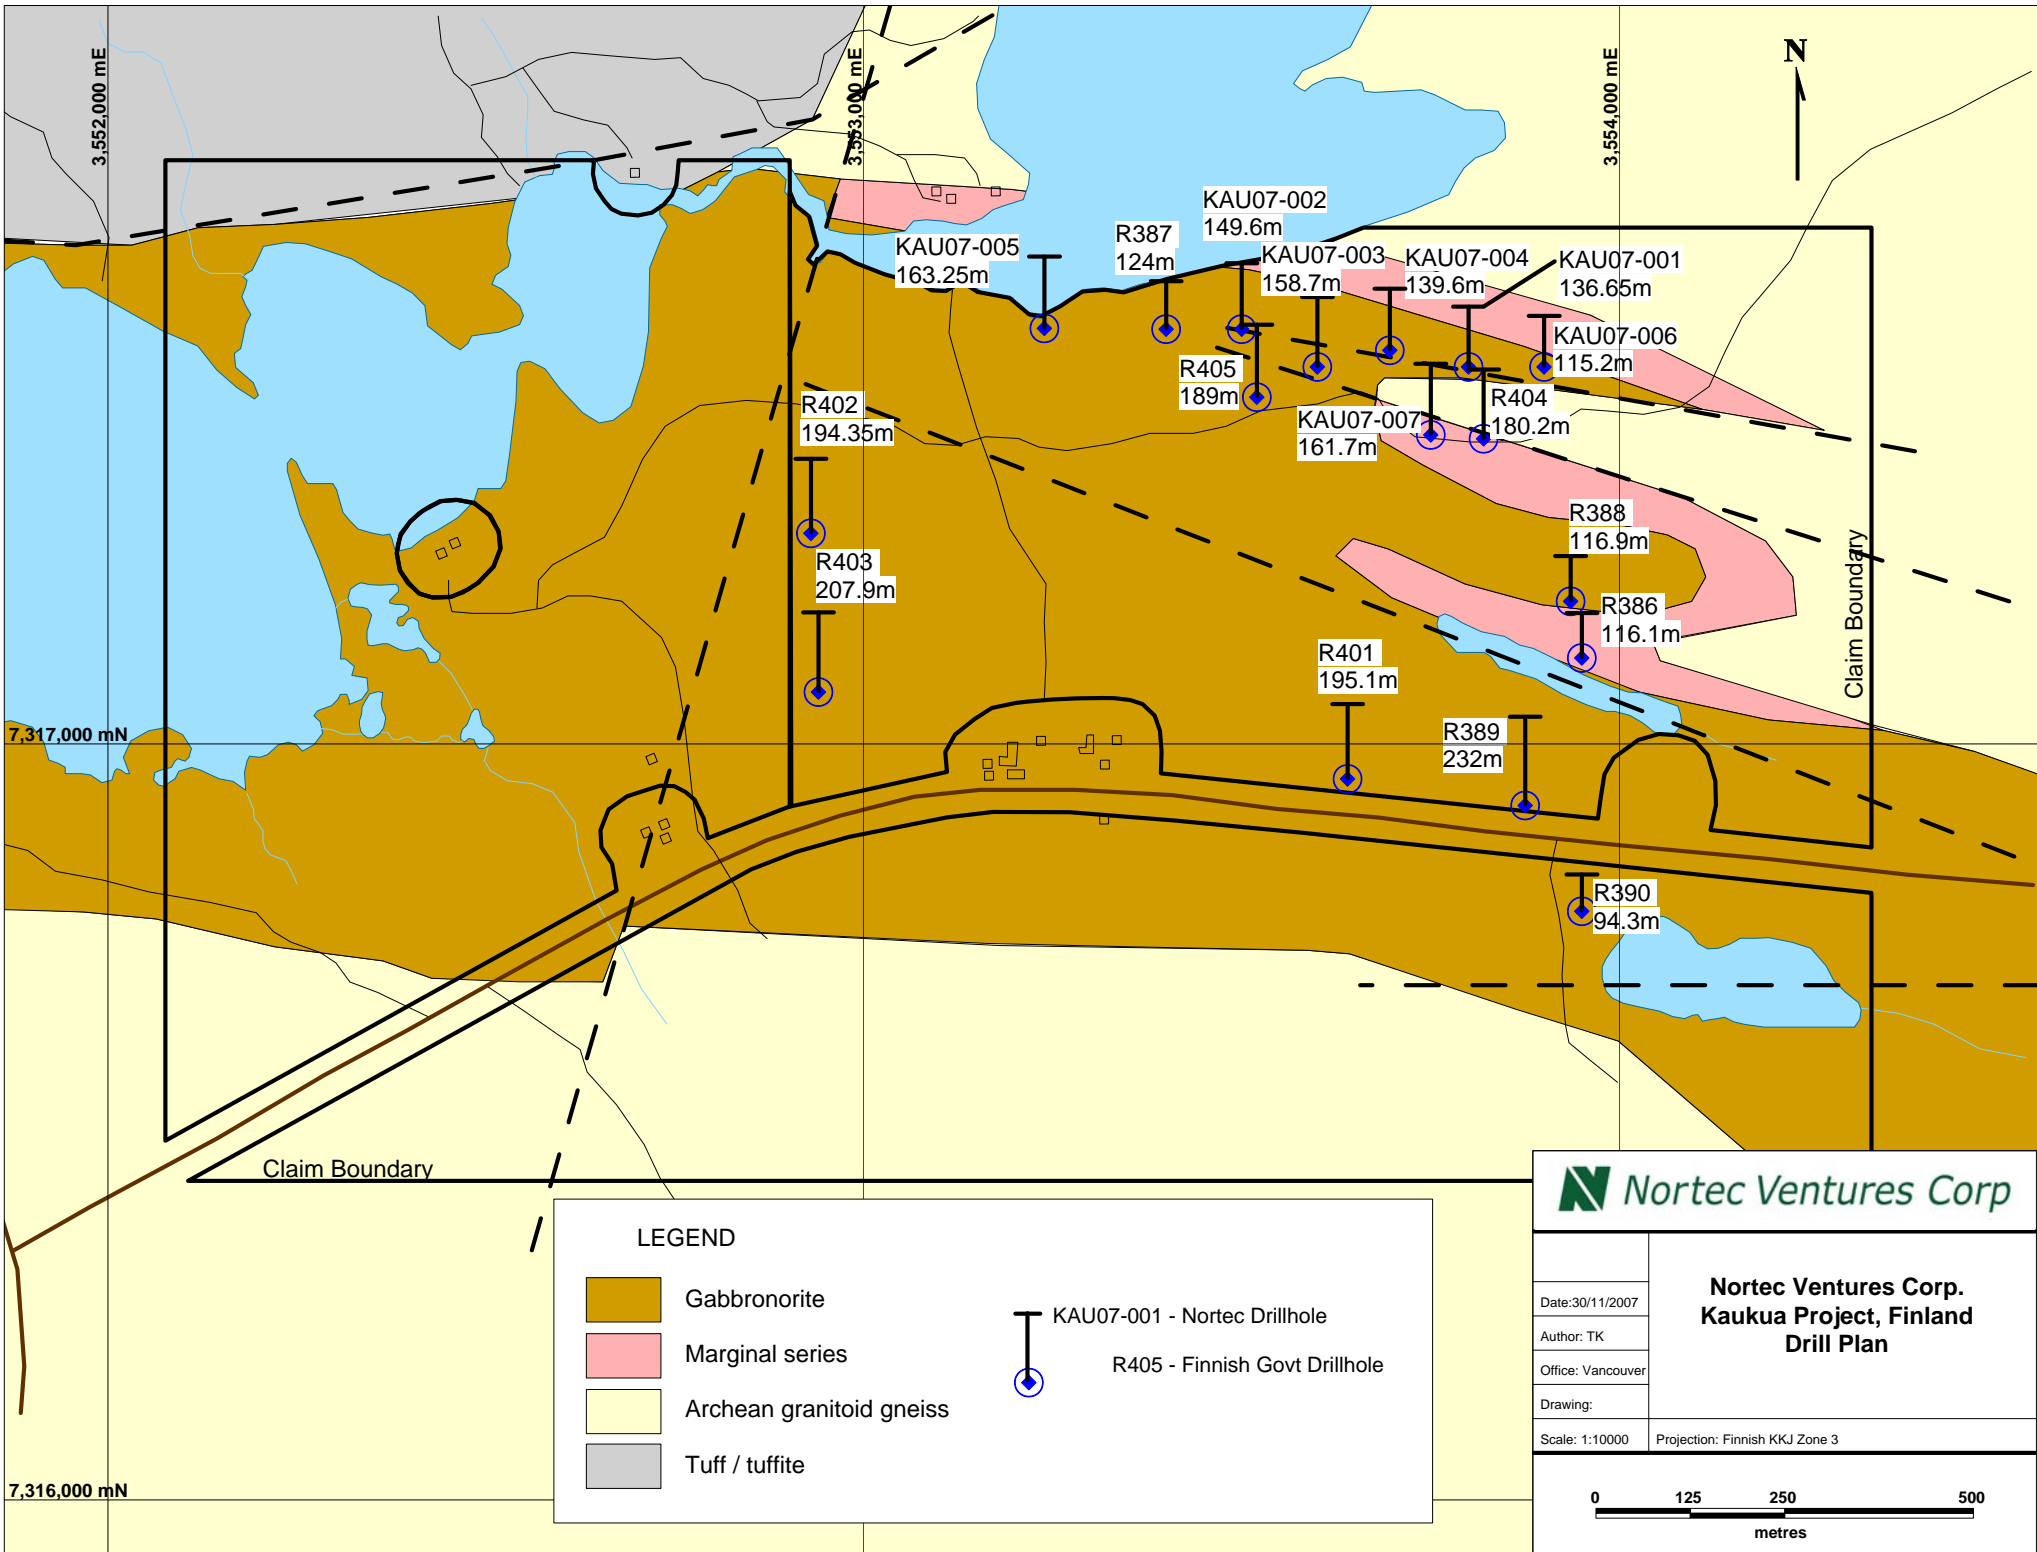 3,552,000 mE
3,553,000 mE
3,554,000 mE
N
KAU07-002
149.6m
R387
124m
KAU07-005
163.25m
KAU07-003
158.7m
KAU07-004
139.6m
KAU07-001
136.65m
KAU07-006
115.2m
R405
189m
R402
194.35m
KAU07-007
161.7m
R404
180.2m
R388
116.9m
R403
207.9m
R386
116.1m
Claim Boundary
R401
195.1m
7,317,000 mN
R389
232m
R390
94.3m
Claim Boundary
LEGEND
Gabbronorite
Marginal series
Archean granitoid gneiss
Tuff / tuffite
KAU07-001 - Nortec Drillhole
R405 - Finnish Govt Drillhole
7,316,000 mN
Nortec Ventures Corp
Date:30/11/2007
Author: TK
Office: Vancouver
Drawing:
Scale: 1:10000
Nortec Ventures Corp.
Kaukua Project, Finland
Drill Plan
Projection: Finnish KKJ Zone 3
0 125 250 500
metres